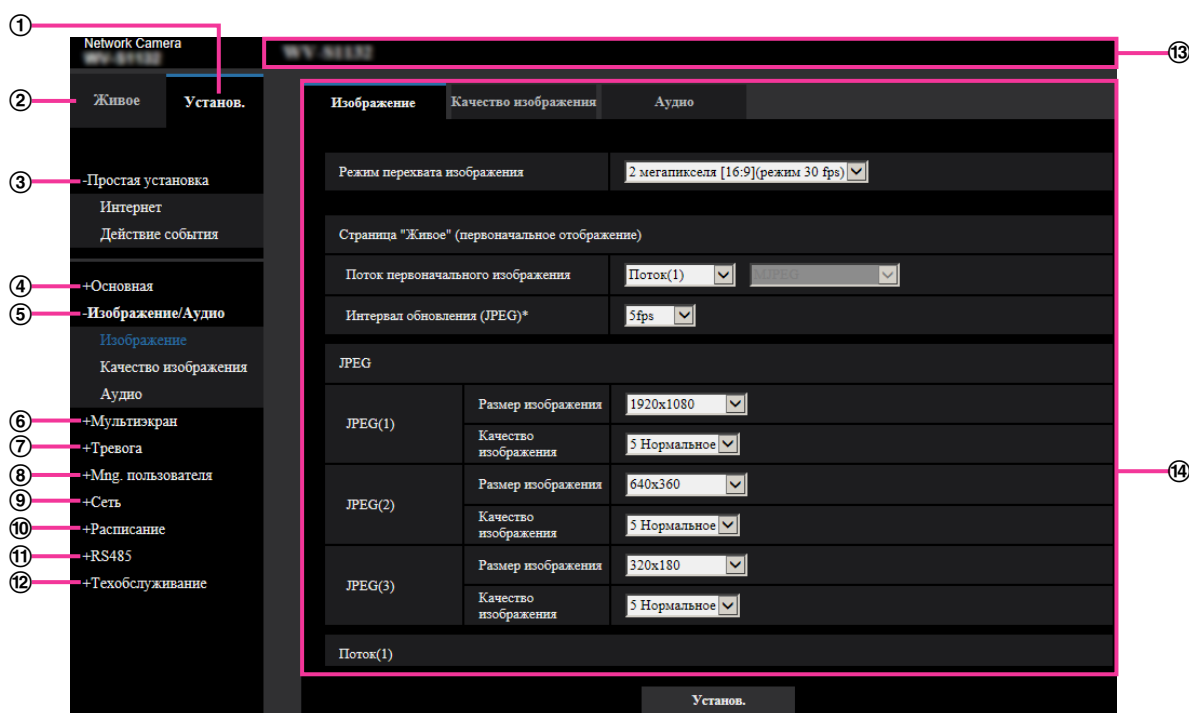 ①
Network Camera
⑬
② Живое Установ.
Изображение Качество изображения Аудио
③ -Простая установка
Интернет
Действие события
④ +Основная
⑤ -Изображение/Аудио
Изображение
Качество изображения
Аудио
⑥ +Мультиэкран
⑦ +Тревога
⑧ +Mng. пользователя
⑨ +Сеть
⑩ +Расписание
⑪ +RS485
⑫ +Техобслуживание
Режим перехвата изображения 2 мегапикселя [16:9](режим 30 fps)
Страница "Живое" (первоначальное отображение)
Поток первоначального изображения Поток(1) MJPEG
Интервал обновления (JPEG)* 5fps
JPEG
JPEG(1) Размер изображения 1920x1080
Качество изображения 5 Нормальное
JPEG(2) Размер изображения 640x360
Качество изображения 5 Нормальное
JPEG(3) Размер изображения 320x180
Качество изображения 5 Нормальное
Поток(1)
⑭
Установ.